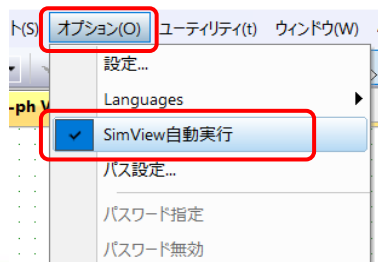 ト(S) オプション(O) ユーティリティ(t) ウィンドウ(W)
設定...
-ph V
Languages
SimView自動実行
パス設定...
パスワード指定
パスワード無効